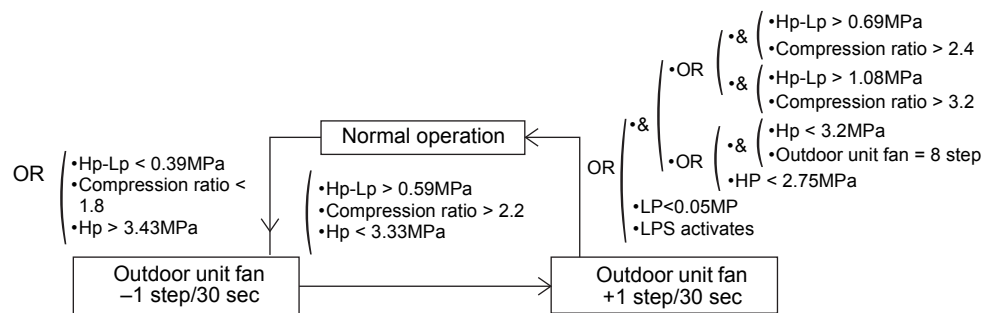 •Hp-Lp > 0.69MPa
•&
•Compression ratio > 2.4
•OR
•Hp-Lp > 1.08MPa
•&
•Compression ratio > 3.2
•&
•Hp < 3.2MPa
•&
•Outdoor unit fan = 8 step
•OR
•HP < 2.75MPa
OR
•LP<0.05MP
•LPS activates
Normal operation
OR
•Hp-Lp < 0.39MPa
•Compression ratio <
1.8
•Hp > 3.43MPa
•Hp-Lp > 0.59MPa
•Compression ratio > 2.2
•Hp < 3.33MPa
Outdoor unit fan
–1 step/30 sec
Outdoor unit fan
+1 step/30 sec